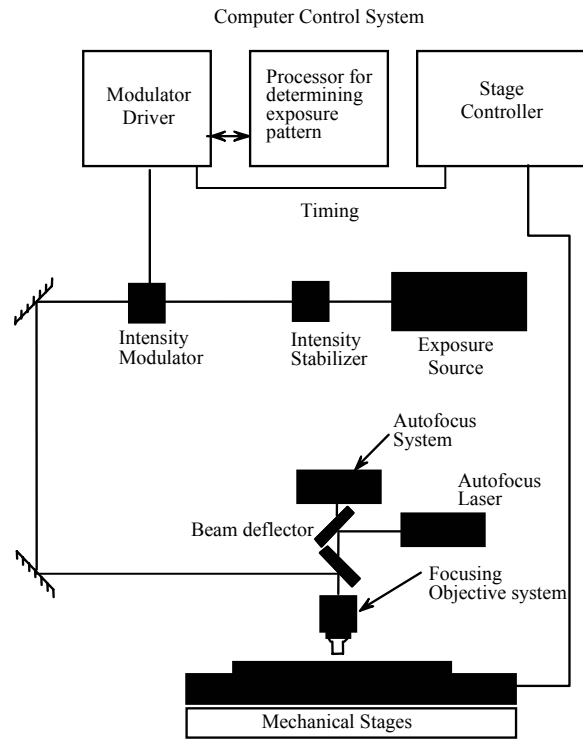 Computer Control System
Modulator
Driver
Processor for
determining
exposure
pattern
Stage
Controller
Timing
Intensity
Modulator
Intensity
Stabilizer
Exposure
Source
Autofocus
System
Autofocus
Laser
Beam deflector
Focusing
Objective system
Mechanical Stages